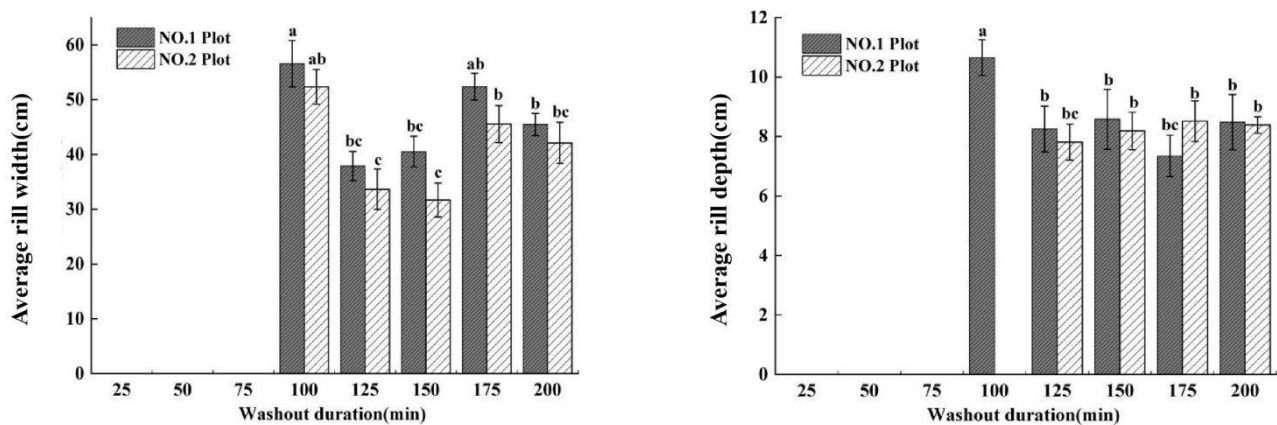 NO.1 Plot
NO.2 Plot
a
ab
bc
c
bc
c
ab
b
b
bc
60
50
40
30
20
10
0
Average rill width(cm)
25 50 75 100 125 150 175 200
Washout duration(min)
NO.1 Plot
NO.2 Plot
a
b
bc
b
b
bc
b
b
b
12
10
8
6
4
2
0
Average rill depth(cm)
25 50 75 100 125 150 175 200
Washout duration(min)